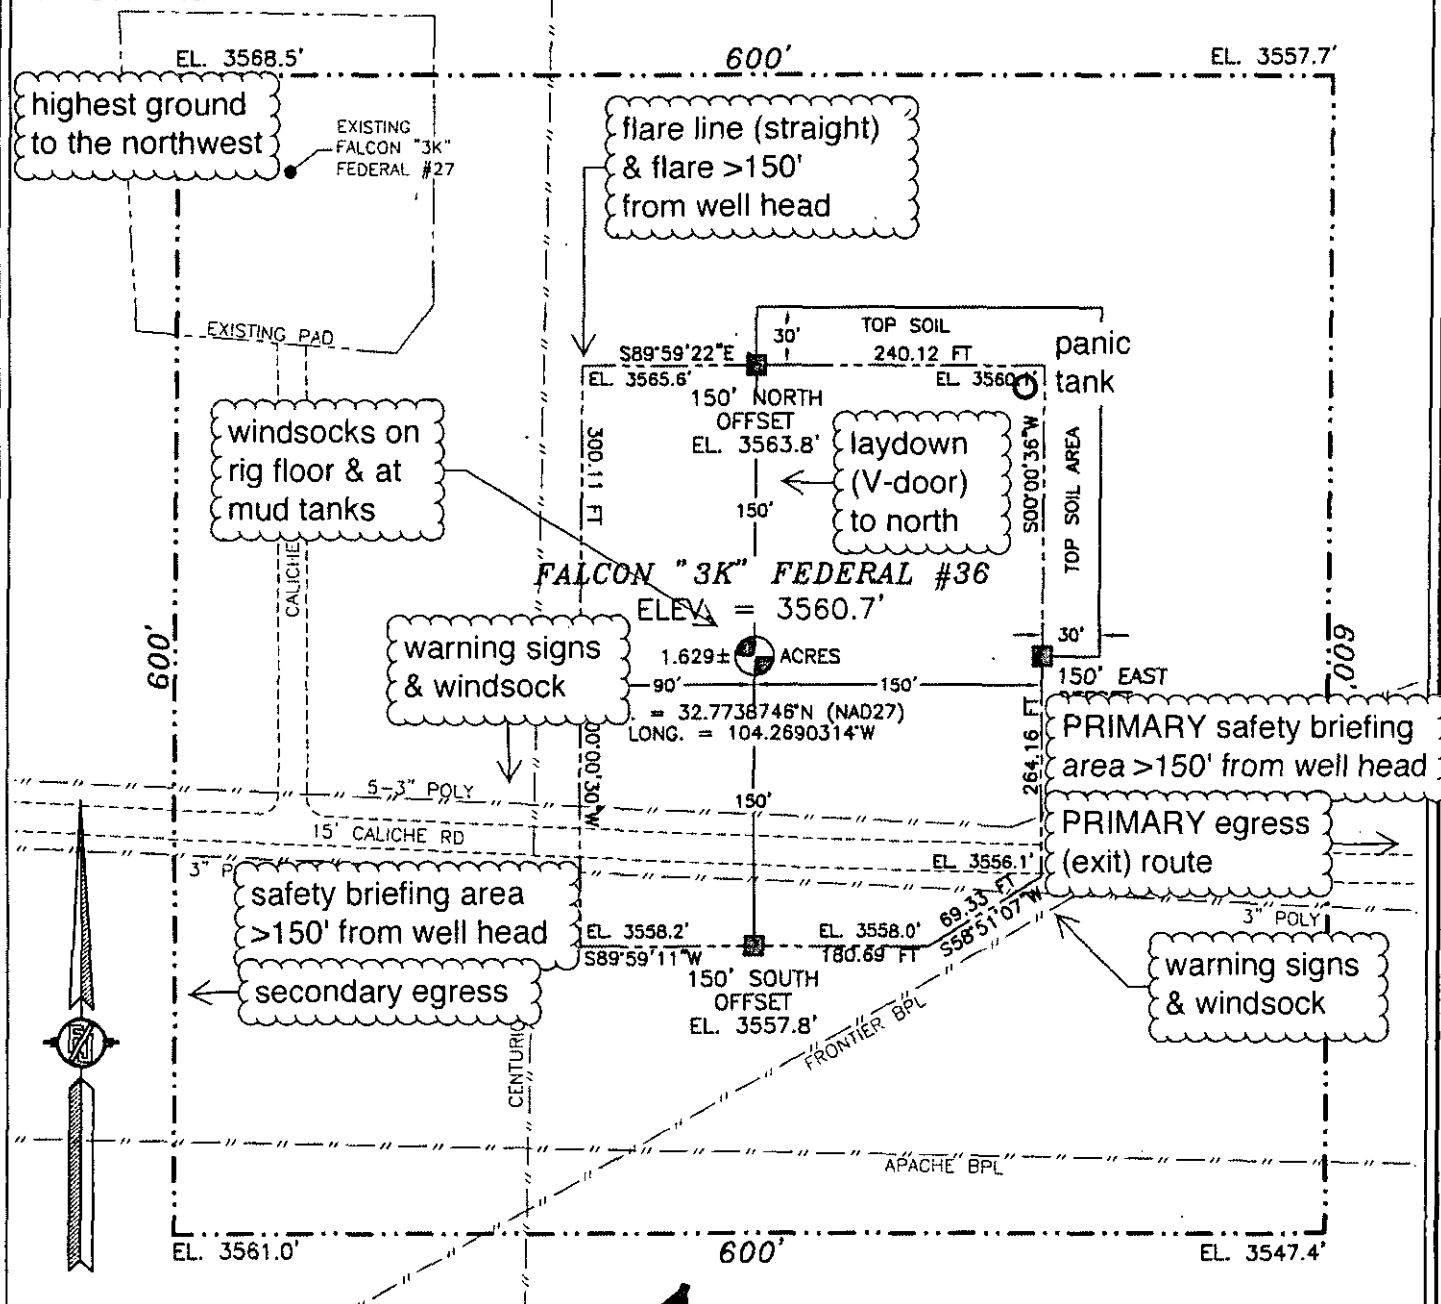 EL. 3568.5'
600'
EL. 3557.7'
highest ground
to the northwest
EXISTING
FALCON "3K"
FEDERAL #27
flare line (straight)
& flare >150'
from well head
EXISTING PAD
30'
TOP SOIL
S89°59'22"E
240.12 FT
panic
tank
EL. 3565.6'
150' NORTH
OFFSET
EL. 3563.8'
windsocks on
rig floor & at
mud tanks
300.11 FT
laydown
(V-door)
to north
S00°00'36"W
TOP SOIL AREA
150'
CALICHE
FALCON "3K" FEDERAL #36
ELEV. = 3560.7'
600'
warning signs
& windsock
1.629± ACRES
30'
600'
90'
150'
150' EAST
= 32.7738746°N (NAD27)
LONG. = 104.2690314°W
264.16 FT
PRIMARY safety briefing
area >150' from well head
00'30"W
5-3" POLY
150'
15' CALICHE RD
PRIMARY egress
(exit) route
3" P
EL. 3556.1'
safety briefing area
>150' from well head
69.33 FT
S58°51'07"W
3" POLY
EL. 3558.2'
EL. 3558.0'
S89°59'11"W
180.69 FT
150' SOUTH
OFFSET
EL. 3557.8'
secondary egress
warning signs
& windsock
FRONTIER BPL
CENTURIO
APACHE BPL
EL. 3561.0'
600'
EL. 3547.4'